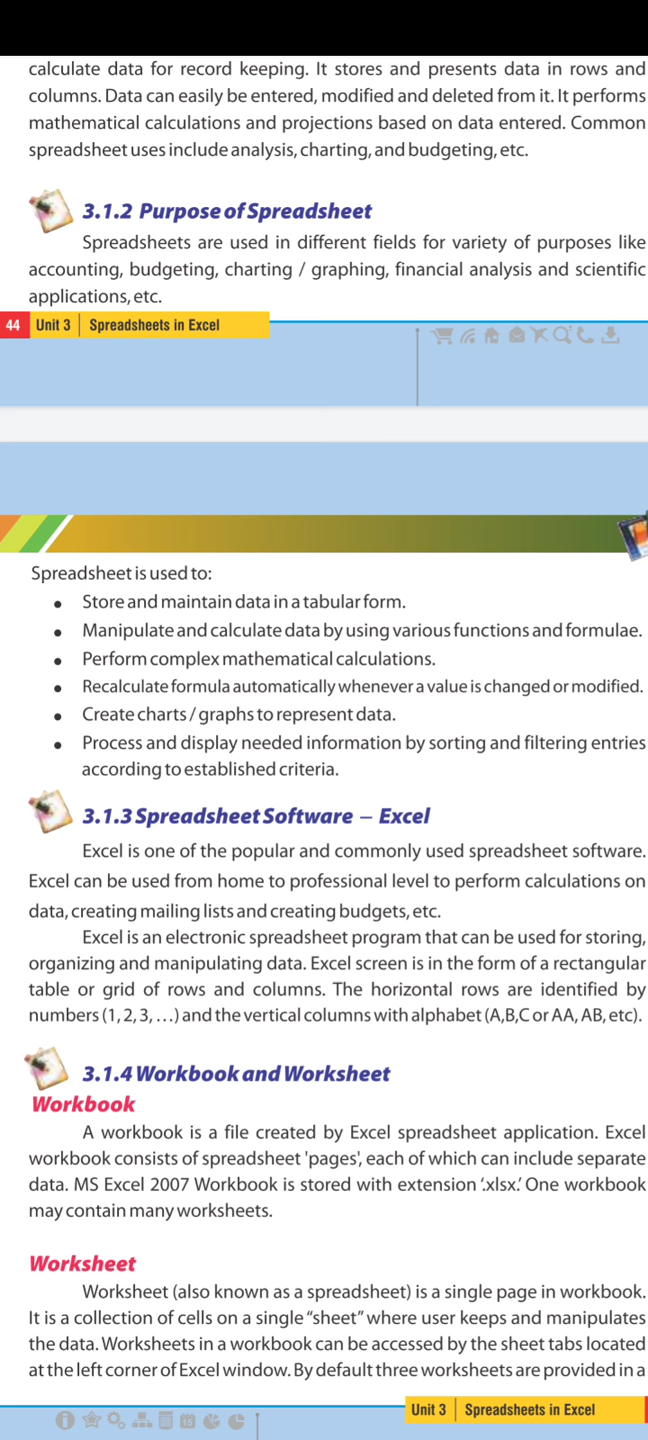 calculate data for record keeping. It stores and presents data in rows and
columns. Data can easily be entered, modified and deleted from it. It performs
mathematical calculations and projections based on data entered. Common
spreadsheet uses include analysis, charting, and budgeting, etc.
3.1.2 Purpose of Spreadsheet
Spreadsheets are used in different fields for variety of purposes like
accounting, budgeting, charting / graphing, financial analysis and scientific
applications, etc.
44 Unit 3 | Spreadsheets in Excel
Spreadsheet is used to:
• Store and maintain data in a tabular form.
• Manipulate and calculate data by using various functions and formulae.
• Perform complex mathematical calculations.
• Recalculate formula automatically whenever a value is changed or modified.
• Create charts / graphs to represent data.
• Process and display needed information by sorting and filtering entries
according to established criteria.
3.1.3 Spreadsheet Software – Excel
Excel is one of the popular and commonly used spreadsheet software.
Excel can be used from home to professional level to perform calculations on
data, creating mailing lists and creating budgets, etc.
Excel is an electronic spreadsheet program that can be used for storing,
organizing and manipulating data. Excel screen is in the form of a rectangular
table or grid of rows and columns. The horizontal rows are identified by
numbers (1, 2, 3, ...) and the vertical columns with alphabet (A,B,C or AA, AB, etc).
3.1.4 Workbook and Worksheet
Workbook
A workbook is a file created by Excel spreadsheet application. Excel
workbook consists of spreadsheet 'pages', each of which can include separate
data. MS Excel 2007 Workbook is stored with extension '.xlsx.' One workbook
may contain many worksheets.
Worksheet
Worksheet (also known as a spreadsheet) is a single page in workbook.
It is a collection of cells on a single "sheet" where user keeps and manipulates
the data. Worksheets in a workbook can be accessed by the sheet tabs located
at the left corner of Excel window. By default three worksheets are provided in a
Unit 3 | Spreadsheets in Excel